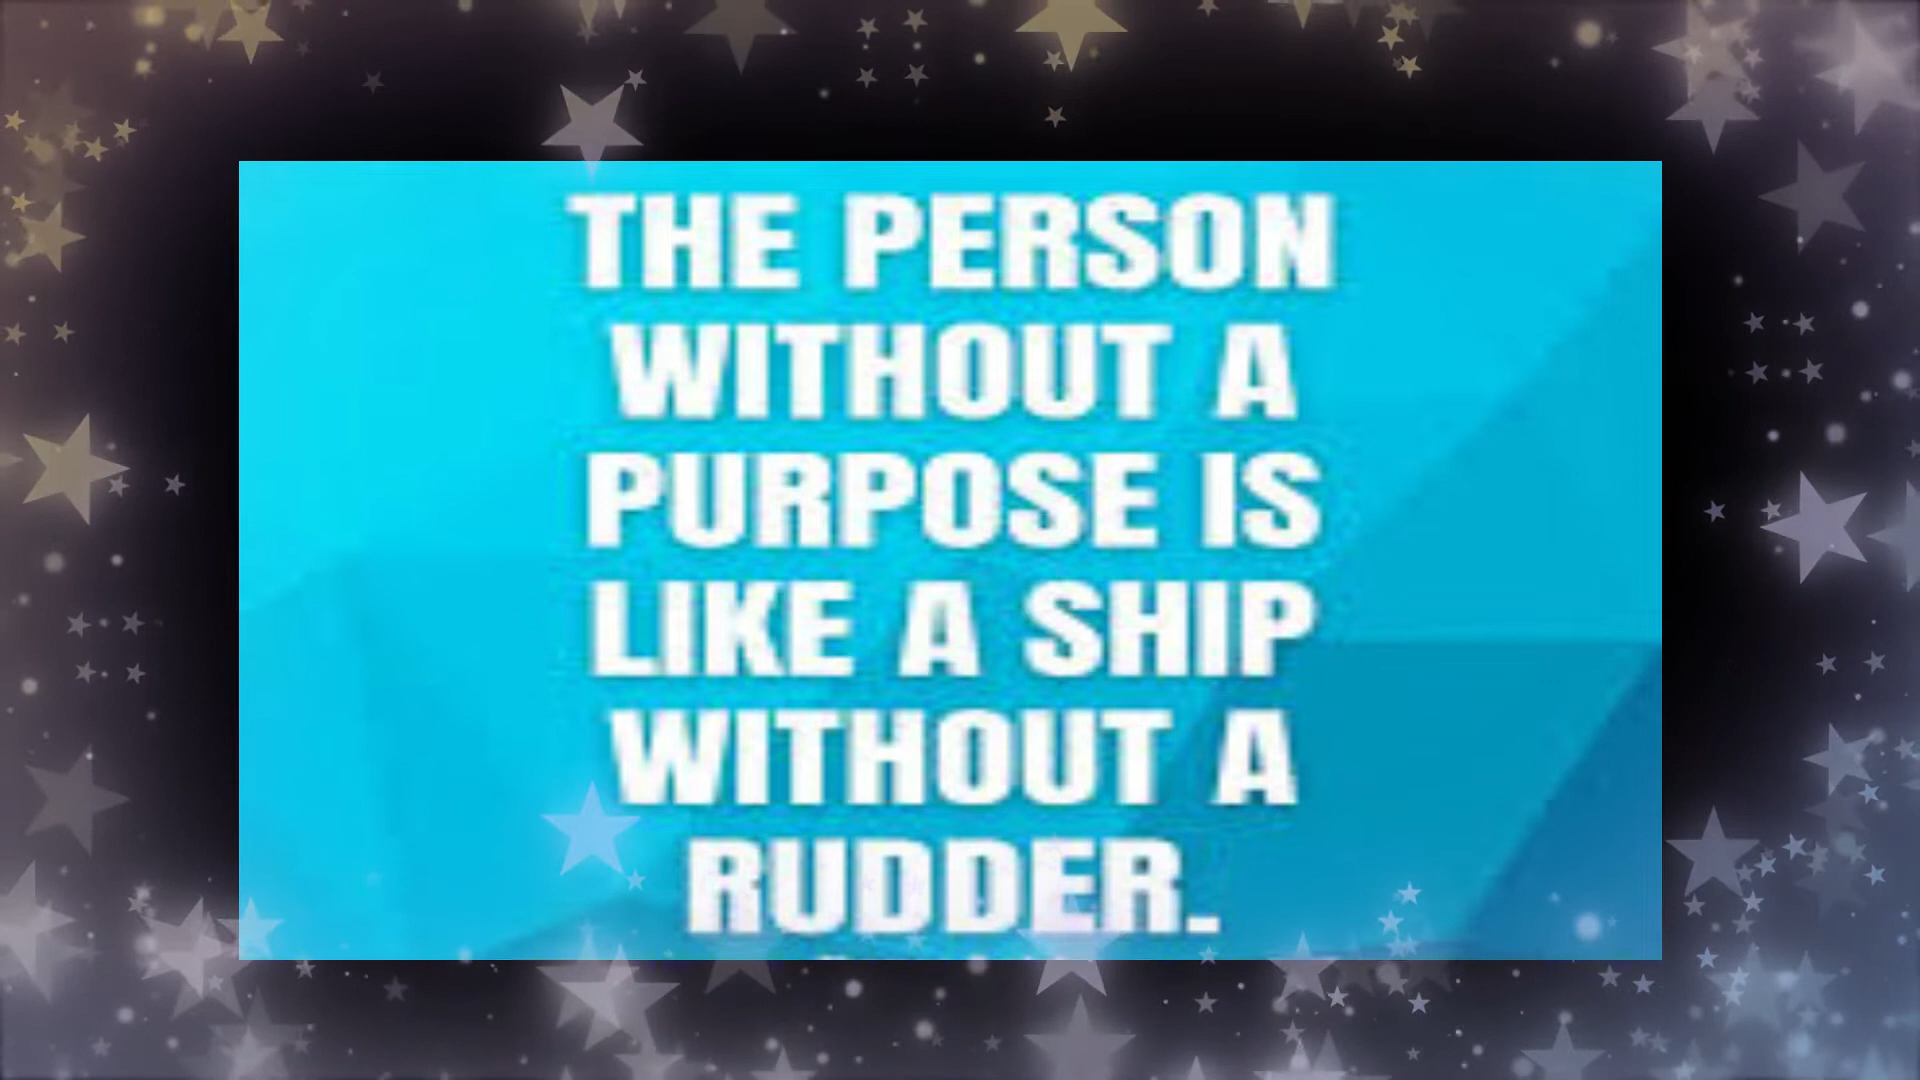 THE PERSON
WITHOUT A
PURPOSE IS
LIKE A SHIP
WITHOUT A
RUDDER.